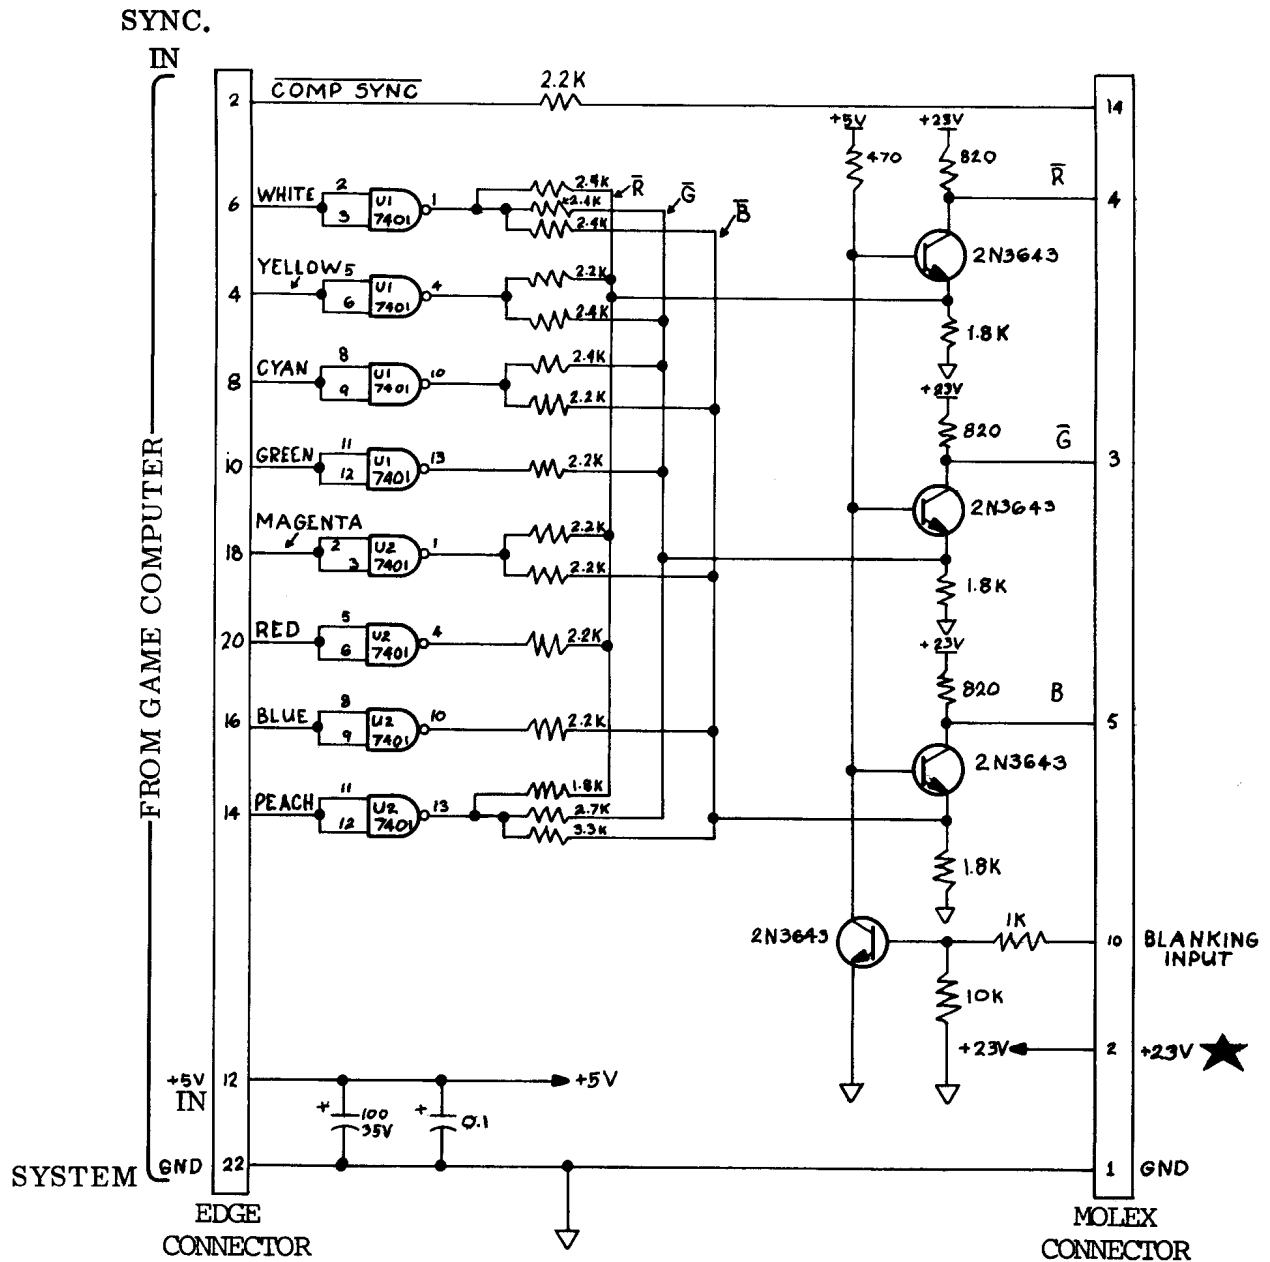 SYNC.
IN
2 COMP SYNC 2.2K 14
+5V +23V
470 820 R
2.4K R G B
6 WHITE 2 3 U1 7401 1 2.4K 4
2.4K
2N3643
YELLOW 5
4 6 U1 7401 4 2.2K
2.4K 1.8K
8 CYAN 8 9 U1 7401 10 2.4K
2.2K +23V
820 G
10 GREEN 11 12 U1 7401 13 2.2K 3
2N3643
MAGENTA
18 2 3 U2 7401 1 2.2K
2.2K 1.8K
20 RED 5 6 U2 7401 4 2.2K +23V
820 B
16 BLUE 8 9 U2 7401 10 2.2K 5
2N3643
14 PEACH 11 12 U2 7401 13 1.8K
2.7K
3.3K
1.8K
FROM GAME COMPUTER
2N3643 1K 10 BLANKING
INPUT
10K
+23V 2 +23V
+5V 12 +5V
IN
+ 100
35V
+ 0.1
SYSTEM GND 22 1 GND
EDGE
CONNECTOR
MOLEX
CONNECTOR